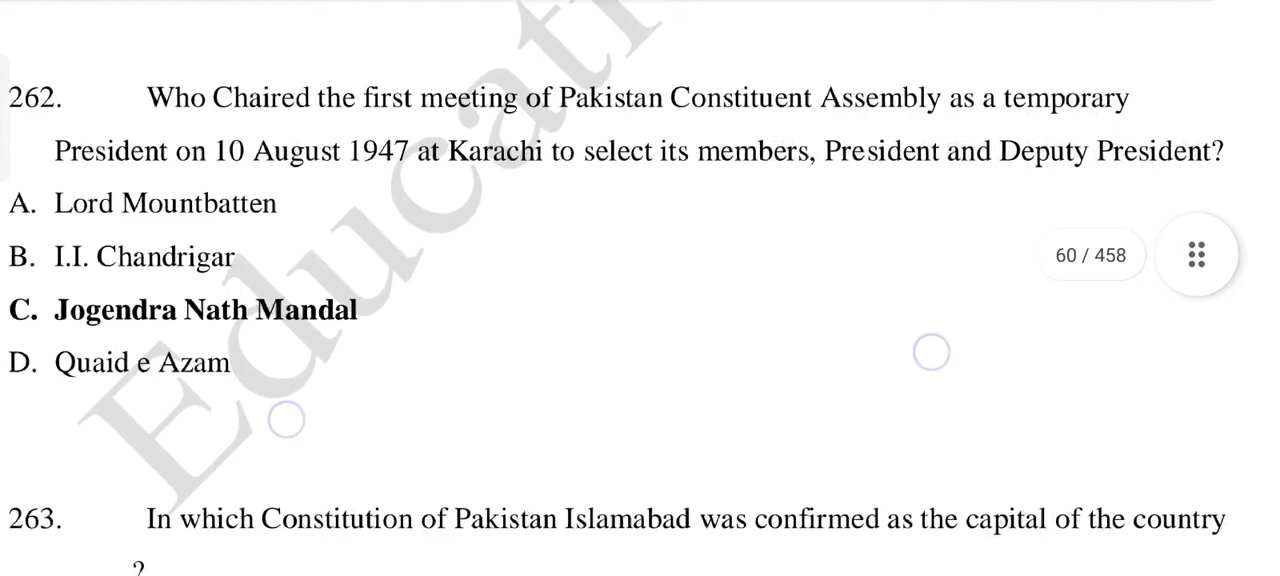 262. Who Chaired the first meeting of Pakistan Constituent Assembly as a temporary
President on 10 August 1947 at Karachi to select its members, President and Deputy President?
A. Lord Mountbatten
B. I.I. Chandrigar
60 / 458
C. Jogendra Nath Mandal
D. Quaid e Azam
263. In which Constitution of Pakistan Islamabad was confirmed as the capital of the country
?
Educati